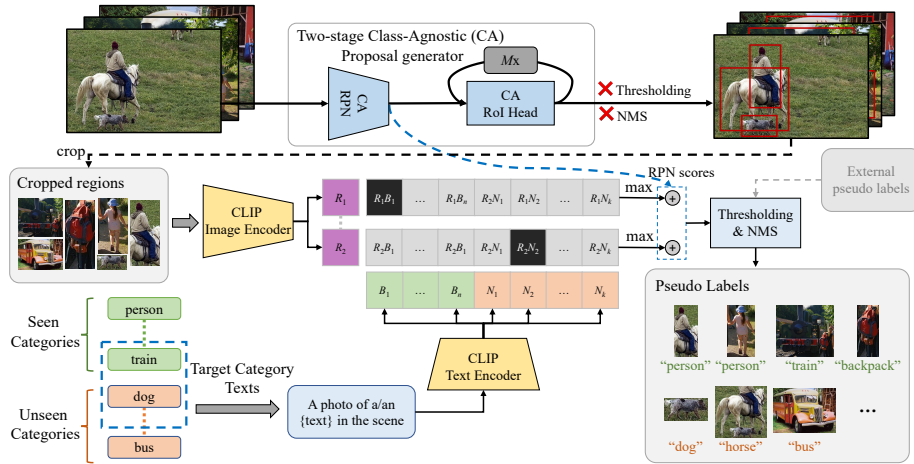 Two-stage Class-Agnostic (CA)
Proposal generator
Mx
CA
RPN
CA
RoI Head
Thresholding
NMS
crop
Cropped regions
CLIP
Image Encoder
R1
R1B1 … R1Bn R2N1 R1N2 … R1Nk
max
RPN scores
+
External
pseudo labels
R2
R2B1 … R1B1 R2N1 R2N2 … R2Nk
max
+
Thresholding
& NMS
B1 … Bn N1 N2 … Nk
Seen
Categories
person
train
Unseen
Categories
dog
bus
Target Category
Texts
A photo of a/an
{text} in the scene
CLIP
Text Encoder
Pseudo Labels
“person” “person” “train” “backpack”
...
“dog” “horse” “bus”